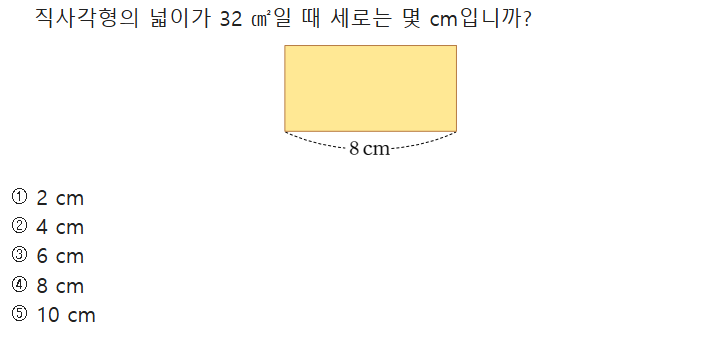 직사각형의 넓이가 32 ㎠일 때 세로는 몇 cm입니까?
8 cm
① 2 cm
② 4 cm
③ 6 cm
④ 8 cm
⑤ 10 cm